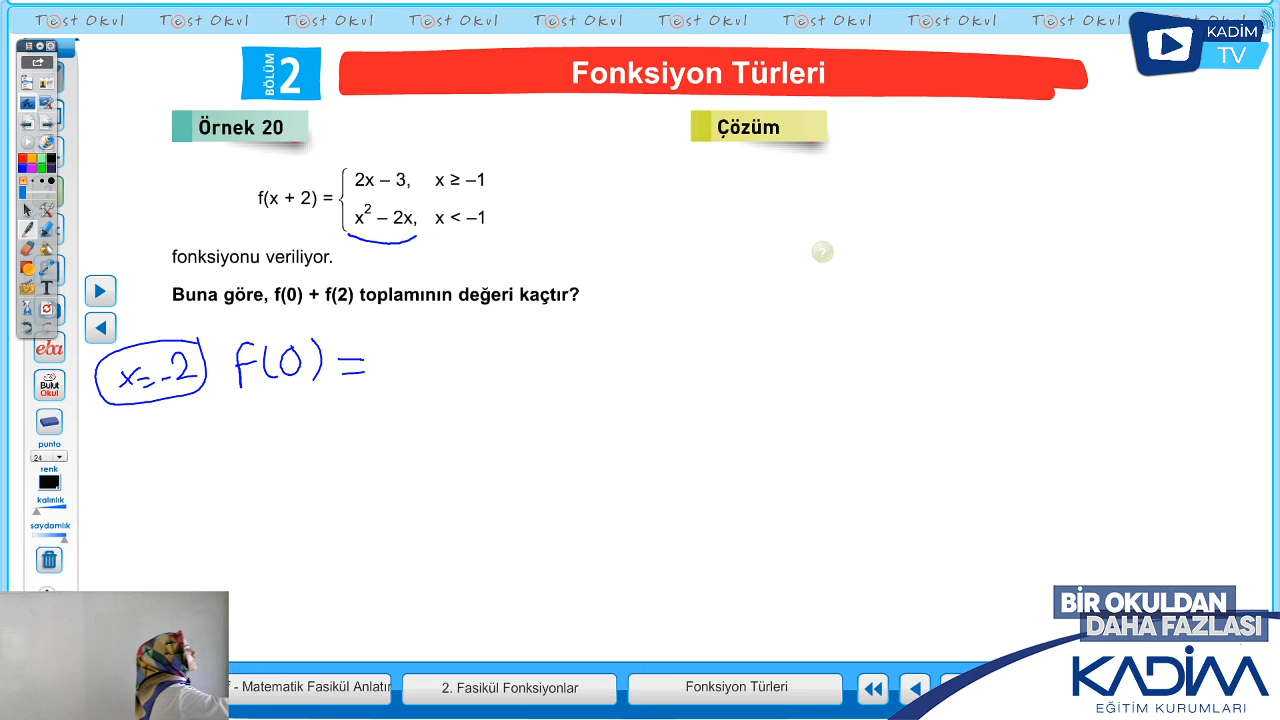 Test Okul Test Okul Test Okul Test Okul Test Okul Test Okul Test Okul Test Okul Test Okul
KADİM
TV
BÖLÜM
2
Fonksiyon Türleri
Örnek 20
Çözüm
f(x + 2) = 2x – 3, x ≥ –1
x² – 2x, x < –1
?
fonksiyonu veriliyor.
Buna göre, f(0) + f(2) toplamının değeri kaçtır?
x=-2 f(0) =
T
eba
Bulut
Okul
punto
24
renk
kalınlık
saydamlık
BİR OKULDAN
DAHA FAZLASI
KADİM
EĞİTİM KURUMLARI
- Matematik Fasikül Anlatır
2. Fasikül Fonksiyonlar
Fonksiyon Türleri